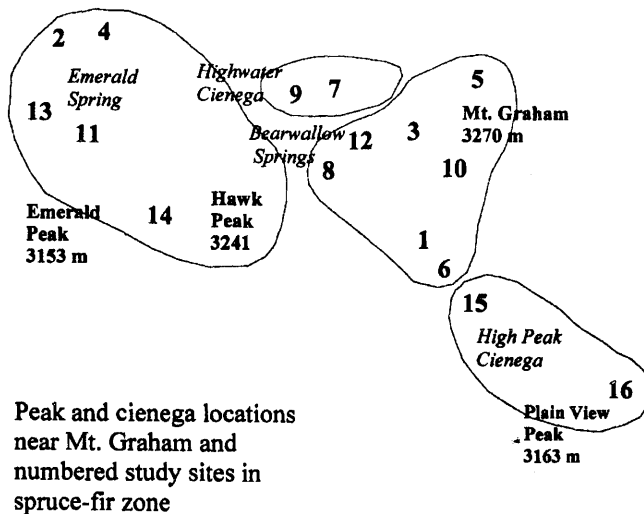 2
4
Emerald
Spring
13
11
14
Emerald
Peak
3153 m
Hawk
Peak
3241
Highwater
Cienega
9
7
Bearwallow
Springs
12
8
3
5
Mt. Graham
3270 m
10
1
6
15
High Peak
Cienega
16
Plain View
Peak
3163 m
Peak and cienega locations
near Mt. Graham and
numbered study sites in
spruce-fir zone